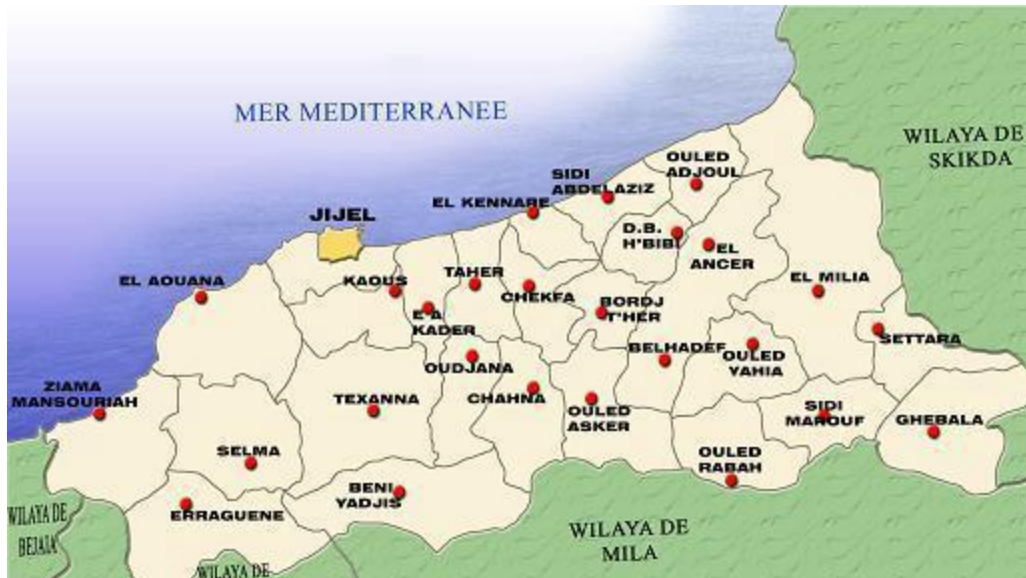 MER MEDITERRANEE
WILAYA DE
SKIKDA
OULED
ADJOUL
SIDI
ABDELAZIZ
EL KENNARE
JIJEL
D.B.
H'BIBI
EL
ANCER
EL AOUANA
KAOUS
TAHER
CHEKFA
EL MILIA
BORDJ
T'HER
E'A
KADER
SETTARA
BELHADEF
OULED
YAHIA
OUDJANA
ZIAMA
MANSOURIAH
TEXANNA
CHAHNA
OULED
ASKER
SIDI
MAROUF
GHEBALA
SELMA
OULED
RABAH
BENI
YADJIS
ERRAGUENE
WILAYA DE
BEJAIA
WILAYA DE
MILA
WILAYA DE